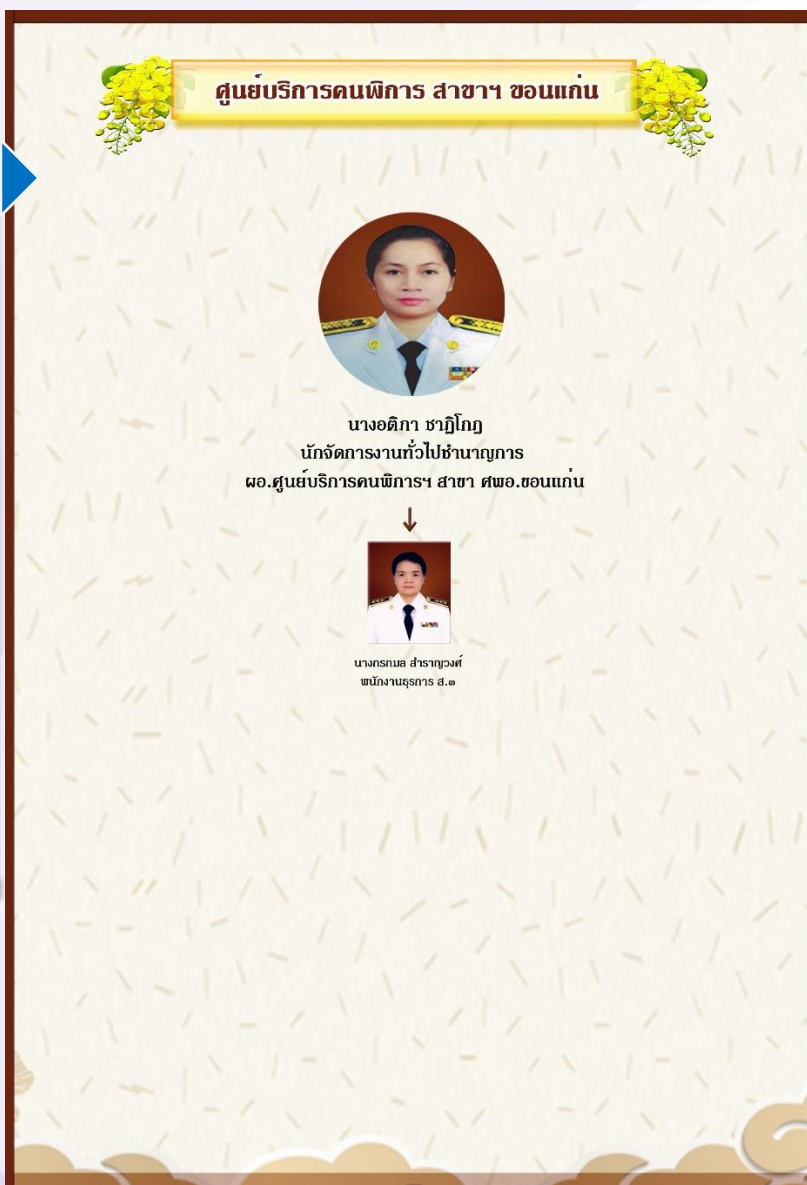 ศูนย์บริการคนพิการ สาขาฯ ขอนแก่น
นางอติกา ชาฎิโกฎ
นักจัดการงานทั่วไปชำนาญการ
ผอ.ศูนย์บริการคนพิการฯ สาขา ศพอ.ขอนแก่น
นางกรกมล สำราญวงศ์
พนักงานธุรการ ส.๓